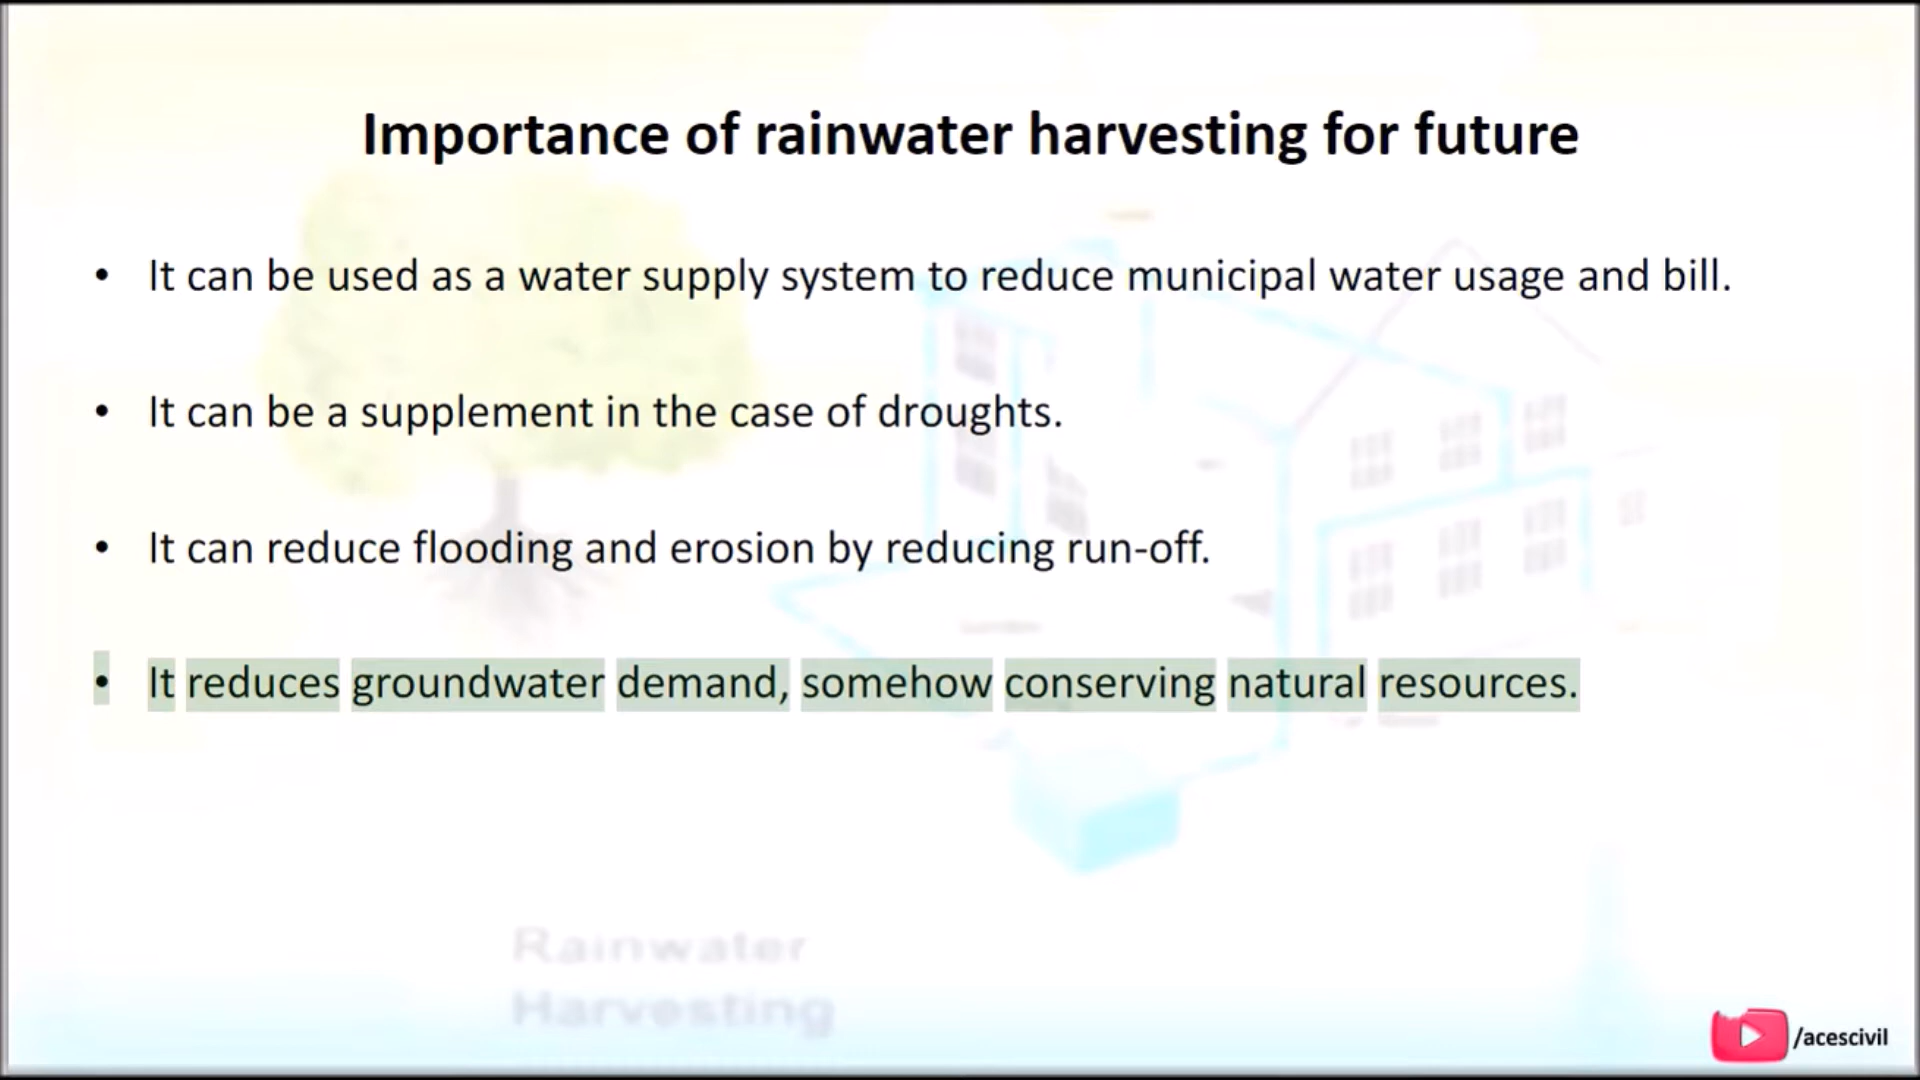 Importance of rainwater harvesting for future
• It can be used as a water supply system to reduce municipal water usage and bill.
• It can be a supplement in the case of droughts.
• It can reduce flooding and erosion by reducing run-off.
• It reduces groundwater demand, somehow conserving natural resources.
Rainwater
Harvesting
/acescivil